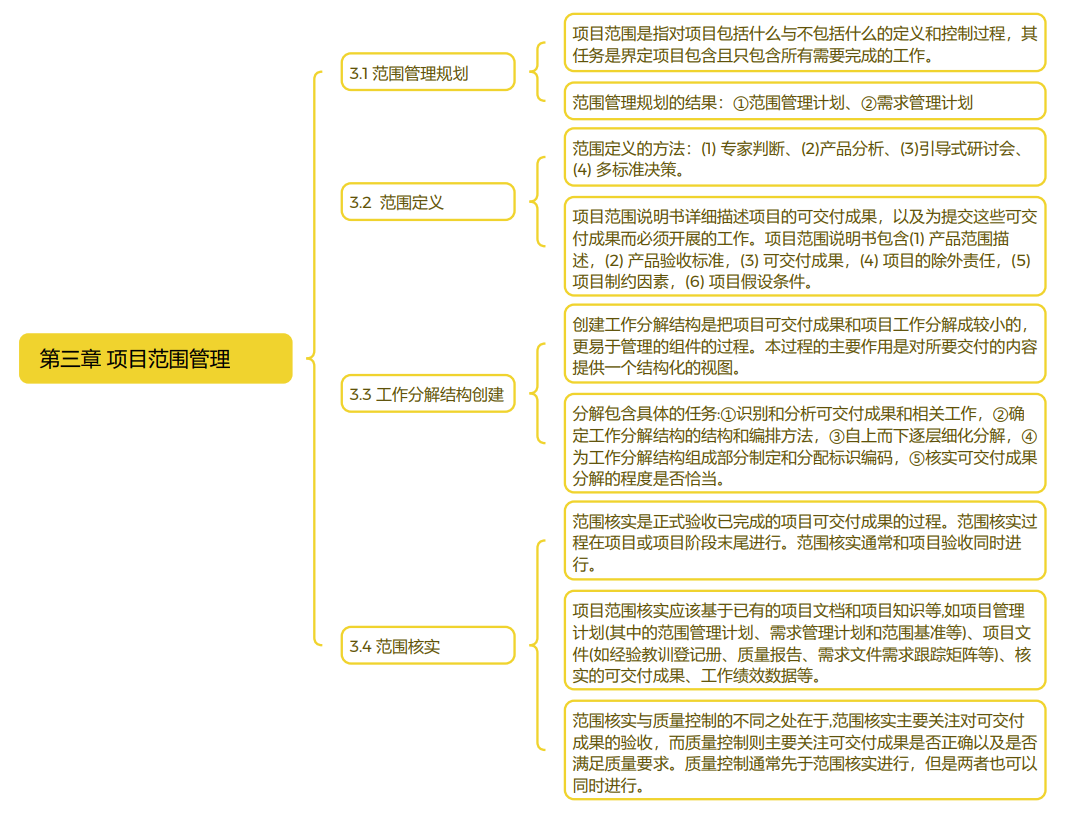 第三章 项目范围管理
3.1 范围管理规划
项目范围是指对项目包括什么与不包括什么的定义和控制过程，其
任务是界定项目包含且只包含所有需要完成的工作。
范围管理规划的结果：①范围管理计划、②需求管理计划
3.2 范围定义
范围定义的方法：(1) 专家判断、(2)产品分析、(3)引导式研讨会、
(4) 多标准决策。
项目范围说明书详细描述项目的可交付成果，以及为提交这些可交
付成果而必须开展的工作。项目范围说明书包含(1) 产品范围描
述，(2) 产品验收标准，(3) 可交付成果，(4) 项目的除外责任，(5)
项目制约因素，(6) 项目假设条件。
3.3 工作分解结构创建
创建工作分解结构是把项目可交付成果和项目工作分解成较小的，
更易于管理的组件的过程。本过程的主要作用是对所要交付的内容
提供一个结构化的视图。
分解包含具体的任务:①识别和分析可交付成果和相关工作，②确
定工作分解结构的结构和编排方法，③自上而下逐层细化分解，④
为工作分解结构组成部分制定和分配标识编码，⑤核实可交付成果
分解的程度是否恰当。
3.4 范围核实
范围核实是正式验收已完成的项目可交付成果的过程。范围核实过
程在项目或项目阶段末尾进行。范围核实通常和项目验收同时进
行。
项目范围核实应该基于已有的项目文档和项目知识等,如项目管理
计划(其中的范围管理计划、需求管理计划和范围基准等)、项目文
件(如经验教训登记册、质量报告、需求文件需求跟踪矩阵等)、核
实的可交付成果、工作绩效数据等。
范围核实与质量控制的不同之处在于,范围核实主要关注对可交付
成果的验收，而质量控制则主要关注可交付成果是否正确以及是否
满足质量要求。质量控制通常先于范围核实进行，但是两者也可以
同时进行。